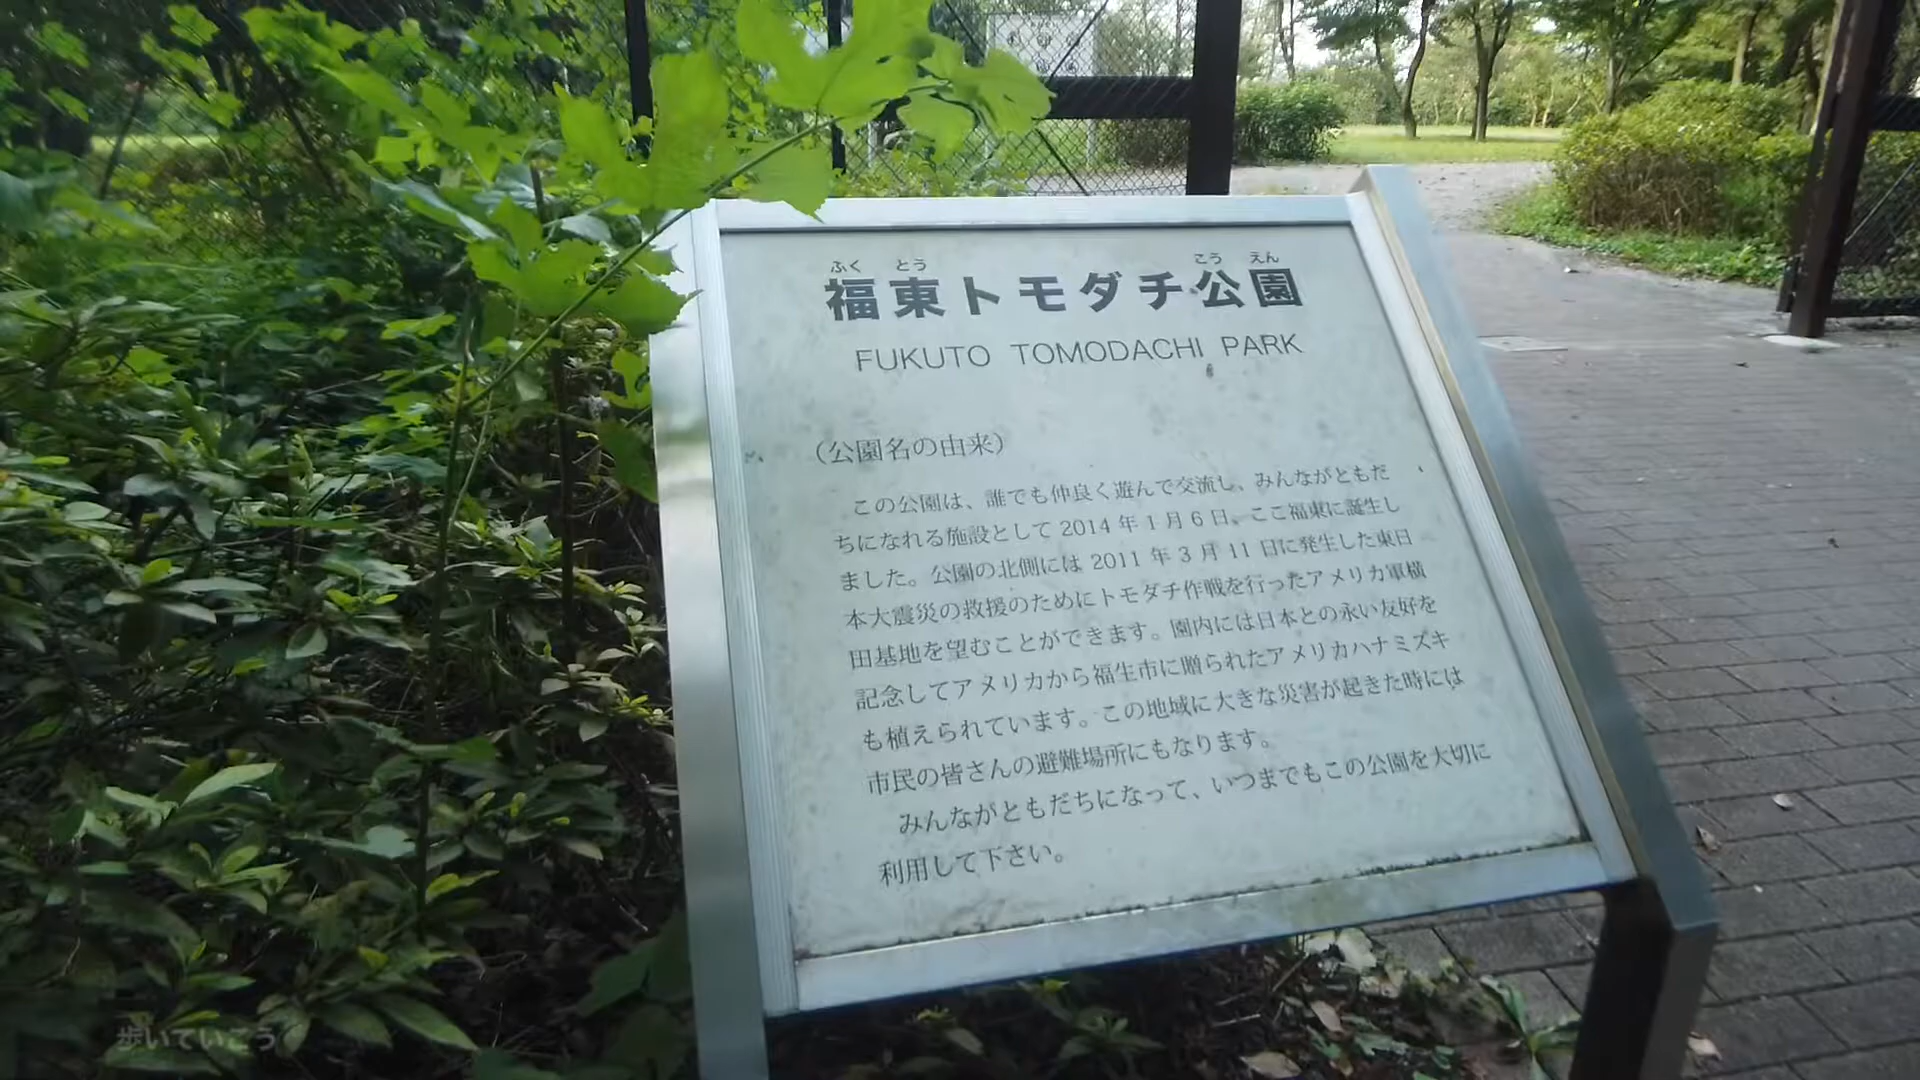 ふく とう こう えん
福東トモダチ公園
FUKUTO TOMODACHI PARK
（公園名の由来）
この公園は、誰でも仲良く遊んで交流し、みんながともだ
ちになれる施設として 2014 年 1 月 6 日、ここ福東に誕生し
ました。公園の北側には 2011 年 3 月 11 日に発生した東日
本大震災の救援のためにトモダチ作戦を行ったアメリカ軍横
田基地を望むことができます。園内には日本との永い友好を
記念してアメリカから福生市に贈られたアメリカハナミズキ
も植えられています。この地域に大きな災害が起きた時には
市民の皆さんの避難場所にもなります。
みんながともだちになって、いつまでもこの公園を大切に
利用して下さい。
歩いていこう